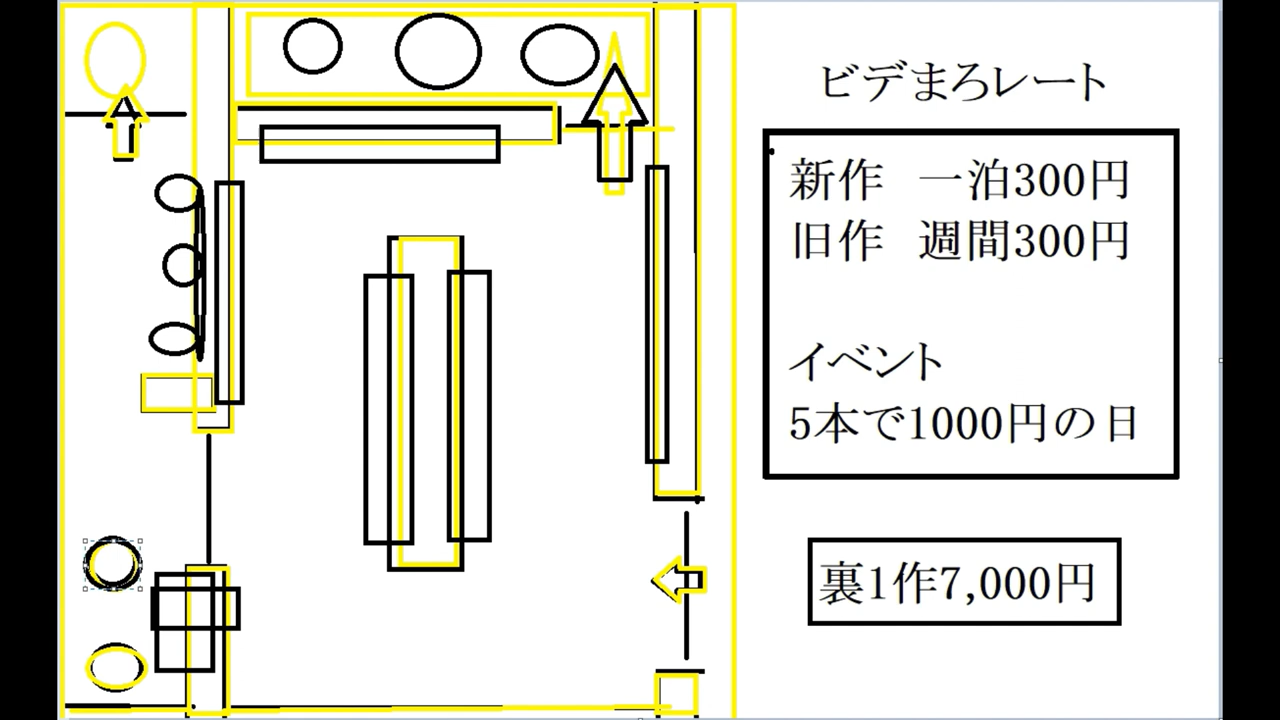 ビデまろレート
新作　一泊300円
旧作　週間300円
イベント
5本で1000円の日
裏1作7,000円